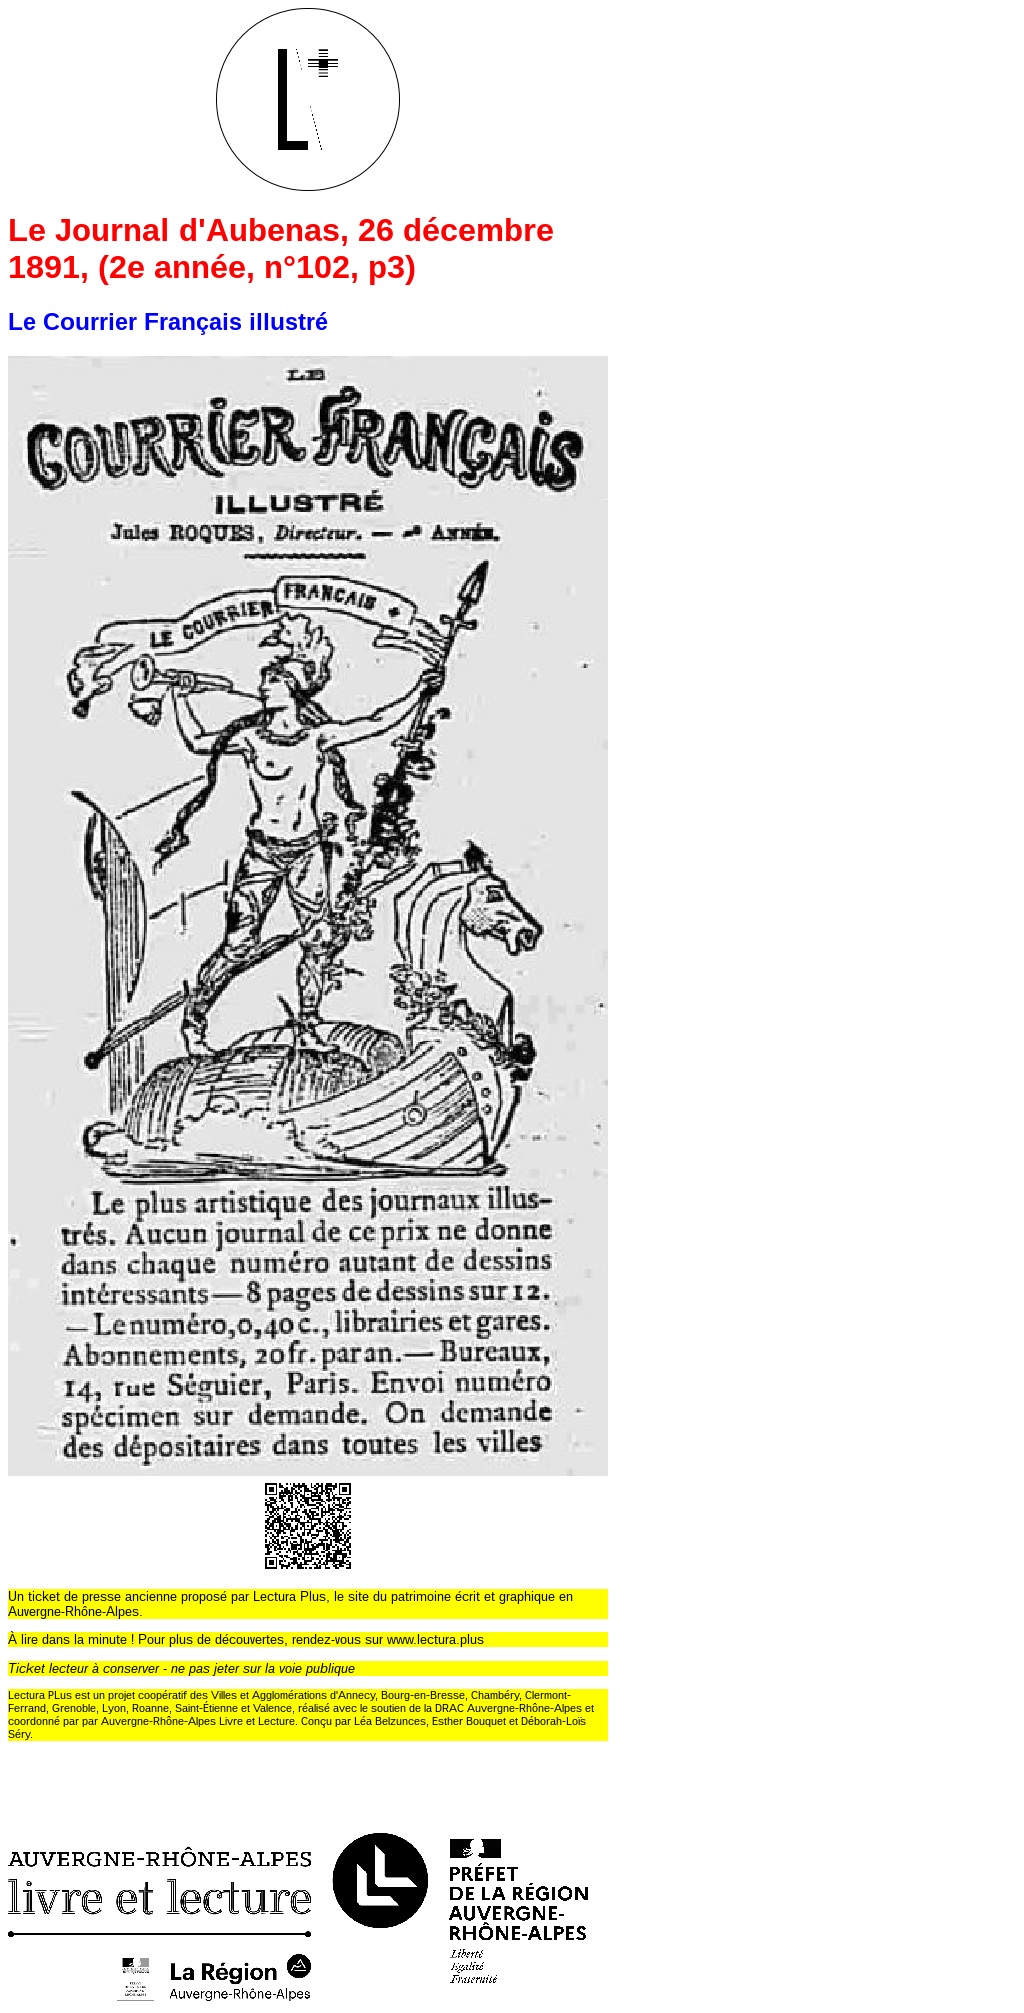 L+
Le Journal d'Aubenas, 26 décembre
1891, (2e année, n°102, p3)
Le Courrier Français illustré
LE
COURRIER FRANÇAIS
ILLUSTRÉ
Jules ROQUES, Directeur. — ANNÉE.
LE COURRIER FRANÇAIS
Le plus artistique des journaux illus-
trés. Aucun journal de ce prix ne donne
dans chaque numéro autant de dessins
intéressants — 8 pages de dessins sur 12.
— Le numéro, 0,40 c., librairies et gares.
Abonnements, 20 fr. par an. — Bureaux,
14, rue Séguier, Paris. Envoi numéro
spécimen sur demande. On demande
des dépositaires dans toutes les villes
Un ticket de presse ancienne proposé par Lectura Plus, le site du patrimoine écrit et graphique en
Auvergne-Rhône-Alpes.
À lire dans la minute ! Pour plus de découvertes, rendez-vous sur www.lectura.plus
Ticket lecteur à conserver - ne pas jeter sur la voie publique
Lectura PLus est un projet coopératif des Villes et Agglomérations d'Annecy, Bourg-en-Bresse, Chambéry, Clermont-
Ferrand, Grenoble, Lyon, Roanne, Saint-Étienne et Valence, réalisé avec le soutien de la DRAC Auvergne-Rhône-Alpes et
coordonné par par Auvergne-Rhône-Alpes Livre et Lecture. Conçu par Léa Belzunces, Esther Bouquet et Déborah-Loïs
Séry.
AUVERGNE-RHÔNE-ALPES
livre et lecture
La Région
Auvergne-Rhône-Alpes
PRÉFET
DE LA RÉGION
AUVERGNE-
RHÔNE-ALPES
Liberté
Égalité
Fraternité